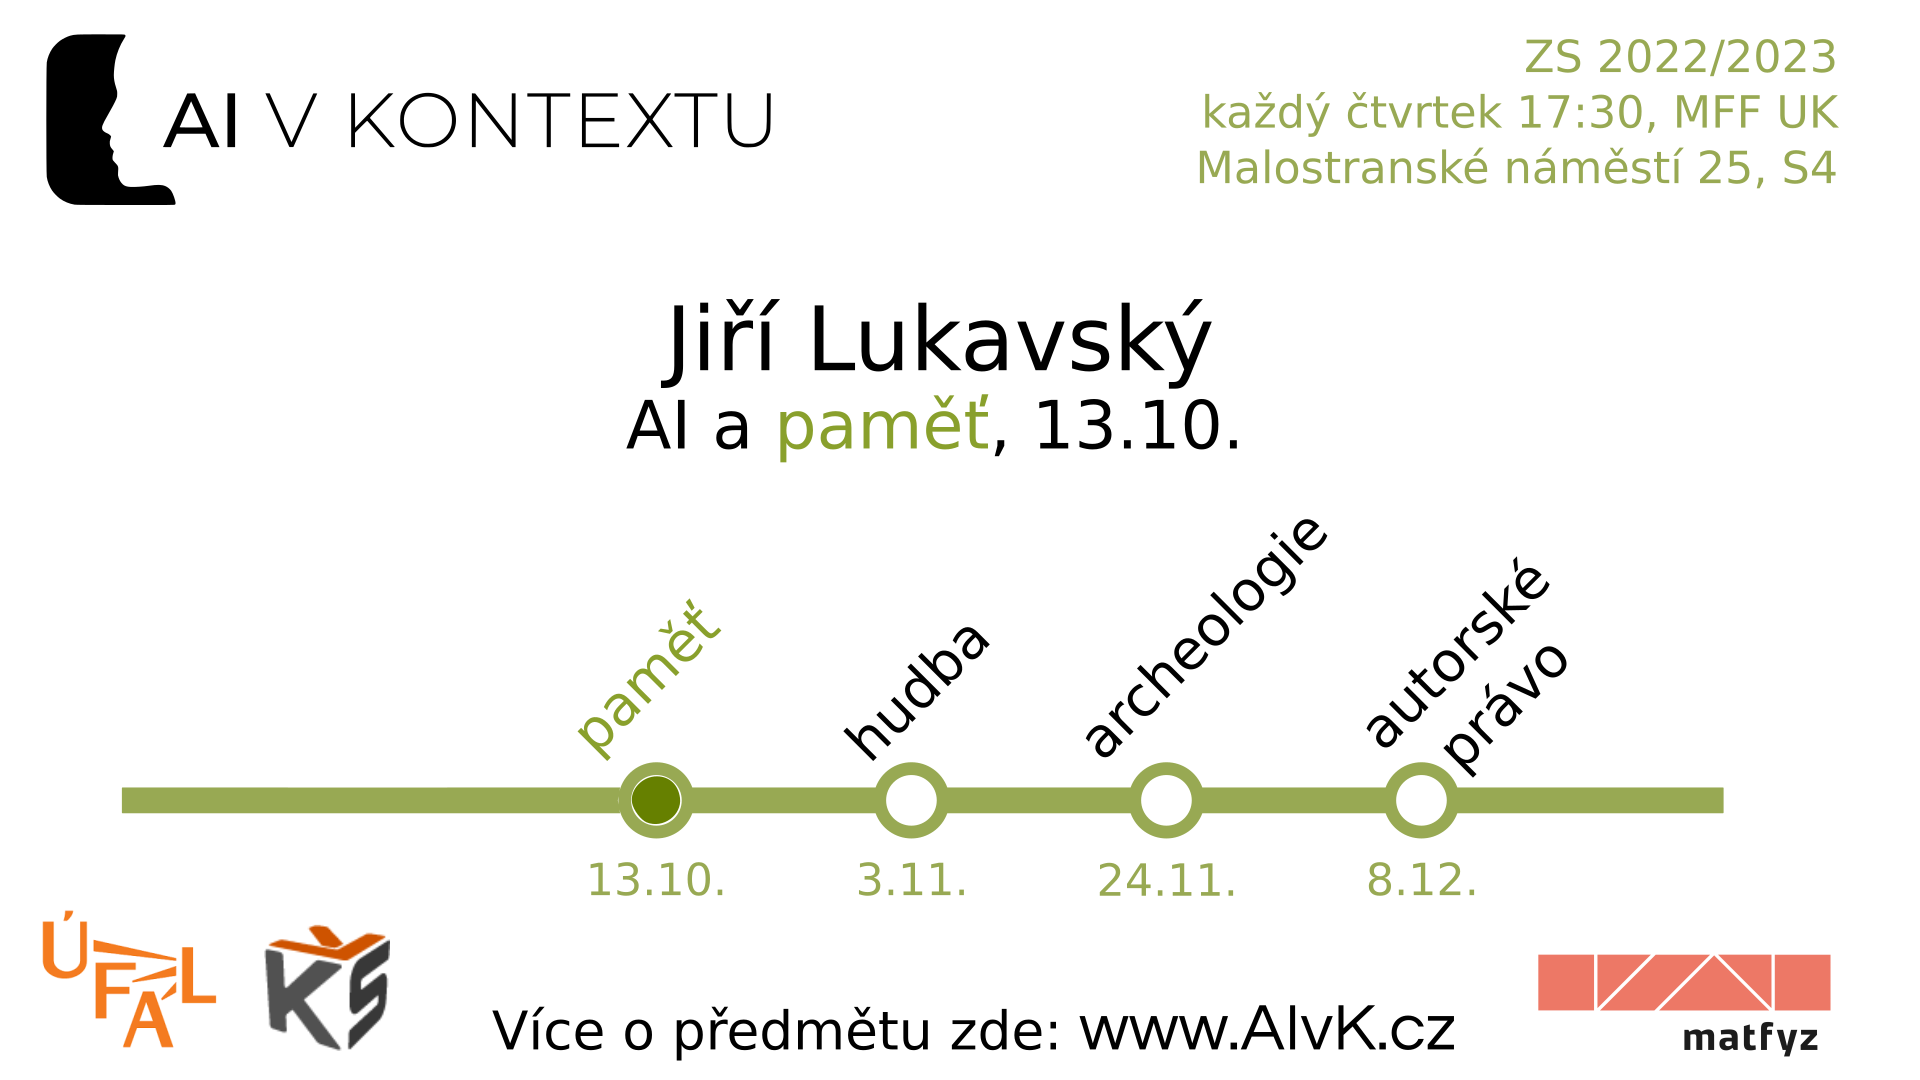 AI V KONTEXTU
ZS 2022/2023
každý čtvrtek 17:30, MFF UK
Malostranské náměstí 25, S4
Jiří Lukavský
AI a paměť, 13.10.
paměť
hudba
archeologie
autorské
právo
13.10.
3.11.
24.11.
8.12.
ÚFAL
KŠ
Více o předmětu zde: www.AIvK.cz
matfyz